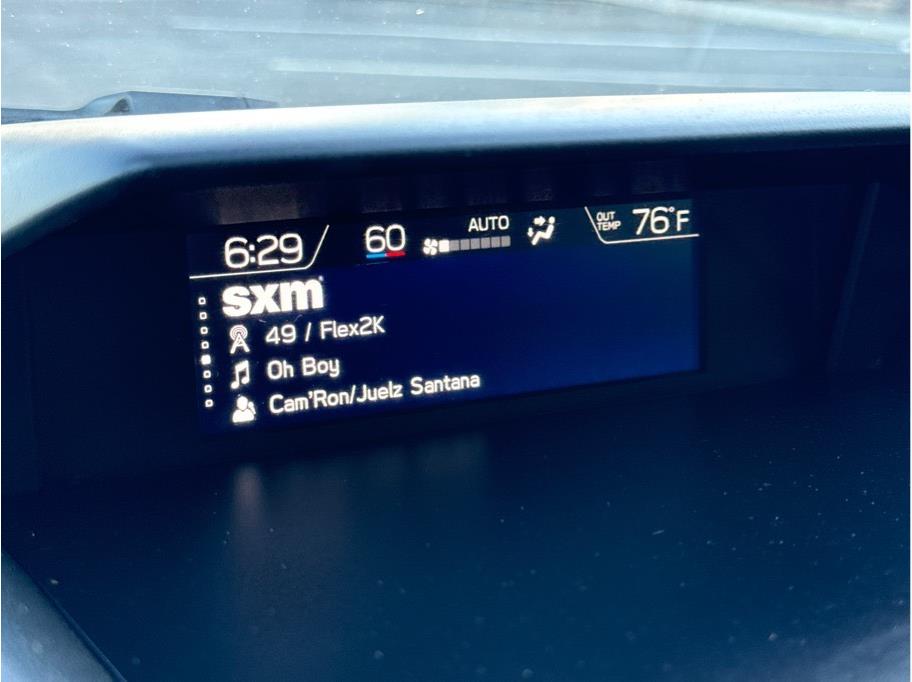 6:29
60
AUTO
OUT TEMP 76°F
sxm
49 / Flex2K
Oh Boy
Cam'Ron/Juelz Santana